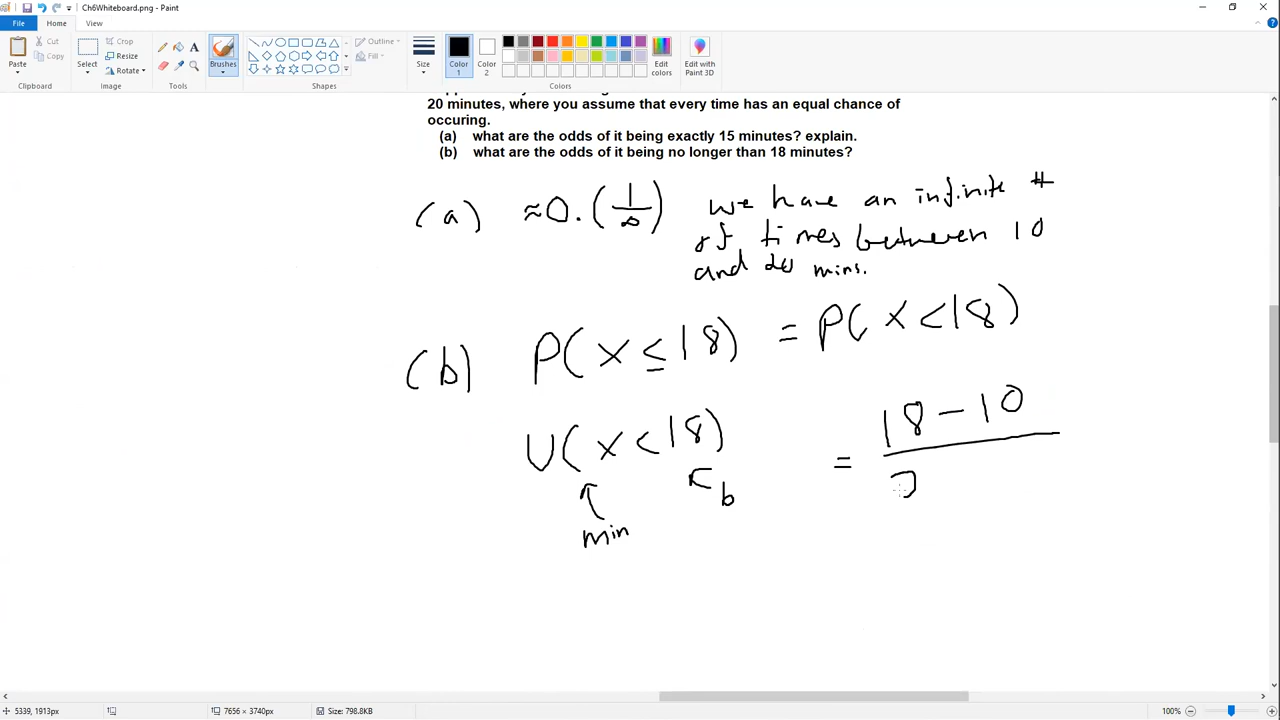 Ch6Whiteboard.png - Paint
File Home View
Paste
Cut
Copy
Clipboard
Select
Crop
Resize
Rotate
Image
Tools
Brushes
Outline
Fill
Shapes
Size
Color 1
Color 2
Edit colors
Colors
Edit with Paint 3D
20 minutes, where you assume that every time has an equal chance of
occuring.
(a) what are the odds of it being exactly 15 minutes? explain.
(b) what are the odds of it being no longer than 18 minutes?
(a) ≈0. (1/∞) we have an infinite #
of times between 10
and 20 mins.
(b) P(x ≤ 18) = P(x < 18)
U(x < 18) = 18 - 10
b
min
5339, 1913px 7656 × 3740px Size: 798.8KB 100%